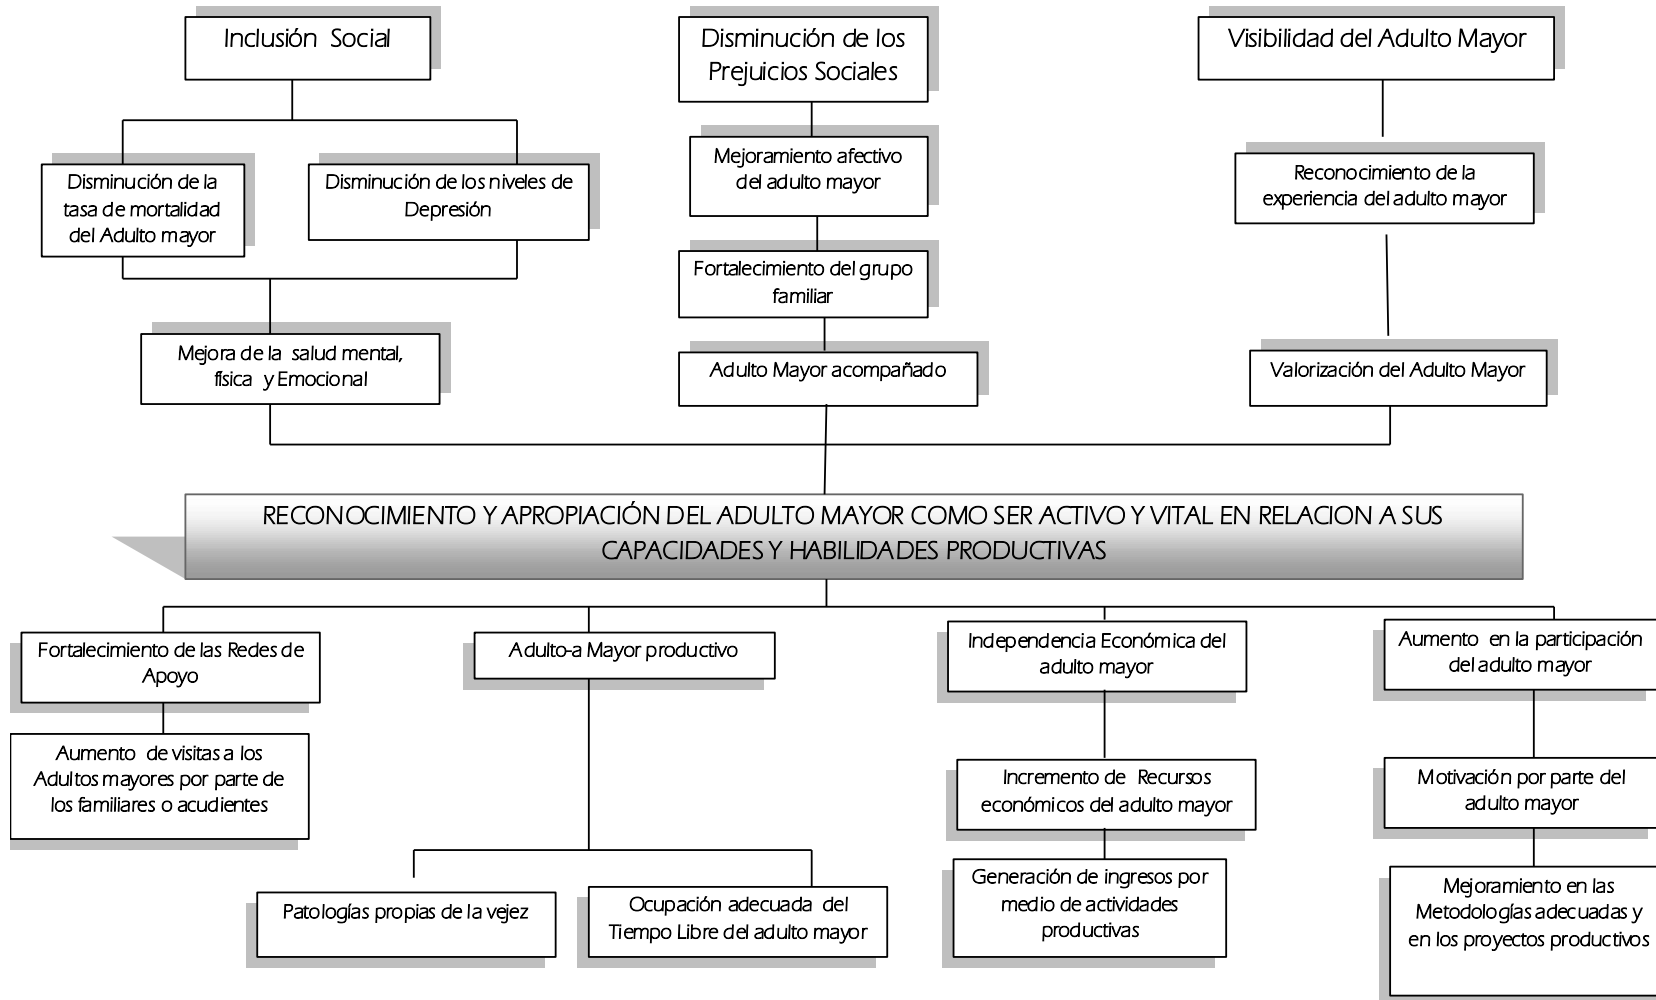 Inclusión Social
Disminución de los
Prejuicios Sociales
Visibilidad del Adulto Mayor
Disminución de la
tasa de mortalidad
del Adulto mayor
Disminución de los niveles de
Depresión
Mejoramiento afectivo
del adulto mayor
Reconocimiento de la
experiencia del adulto mayor
Fortalecimiento del grupo
familiar
Mejora de la salud mental,
física y Emocional
Adulto Mayor acompañado
Valorización del Adulto Mayor
RECONOCIMIENTO Y APROPIACIÓN DEL ADULTO MAYOR COMO SER ACTIVO Y VITAL EN RELACION A SUS
CAPACIDADES Y HABILIDADES PRODUCTIVAS
Fortalecimiento de las Redes de
Apoyo
Adulto-a Mayor productivo
Independencia Económica del
adulto mayor
Aumento en la participación
del adulto mayor
Aumento de visitas a los
Adultos mayores por parte de
los familiares o acudientes
Incremento de Recursos
económicos del adulto mayor
Motivación por parte del
adulto mayor
Patologías propias de la vejez
Ocupación adecuada del
Tiempo Libre del adulto mayor
Generación de ingresos por
medio de actividades
productivas
Mejoramiento en las
Metodologías adecuadas y
en los proyectos productivos